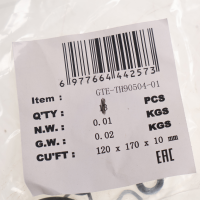 6 977664 442573
Item : GTE-TH90504-01
Q'TY : PCS
N.W. : 0.01 KGS
G.W. : 0.02 KGS
CU'FT : 120 x 170 x 10 mm
EAC